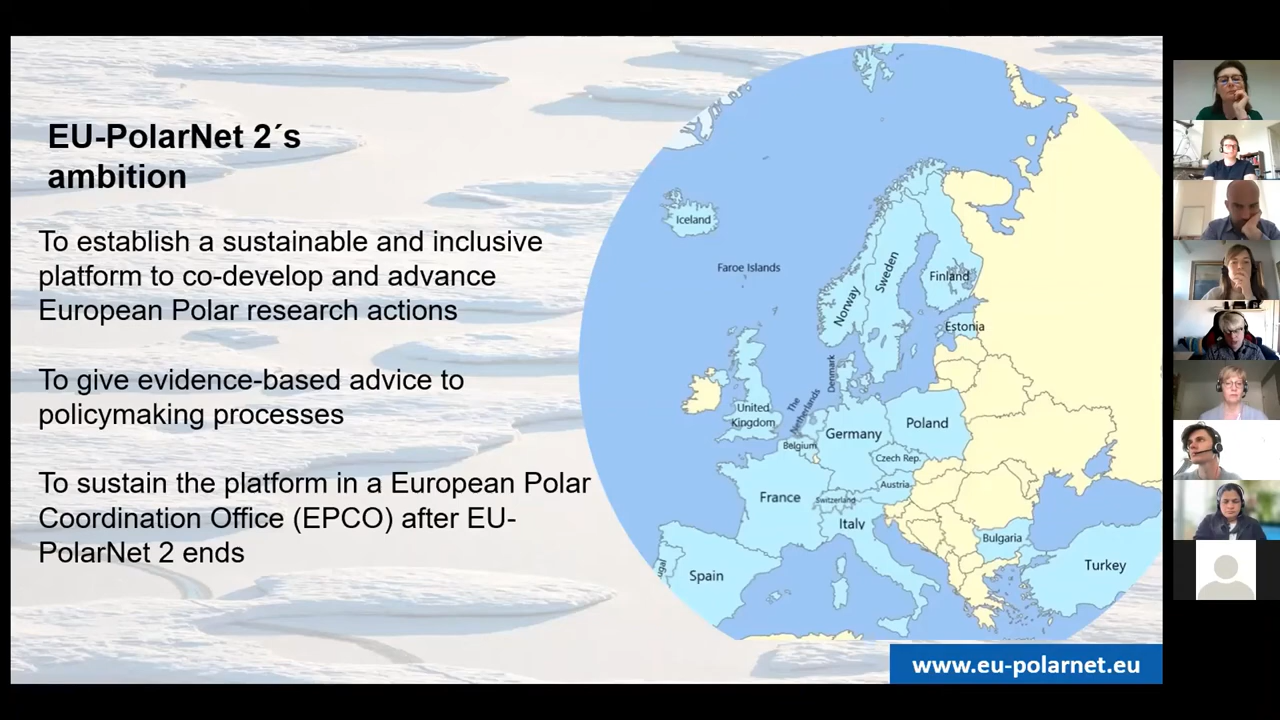 EU-PolarNet 2´s
ambition
To establish a sustainable and inclusive
platform to co-develop and advance
European Polar research actions
To give evidence-based advice to
policymaking processes
To sustain the platform in a European Polar
Coordination Office (EPCO) after EU-
PolarNet 2 ends
Iceland
Faroe Islands
Norway
Sweden
Finland
Estonia
Denmark
The
Netherlands
United
Kingdom
Belgium
Germany
Poland
Czech Rep.
Austria
France
Switzerland
Italy
Bulgaria
Turkey
Spain
ugal
www.eu-polarnet.eu